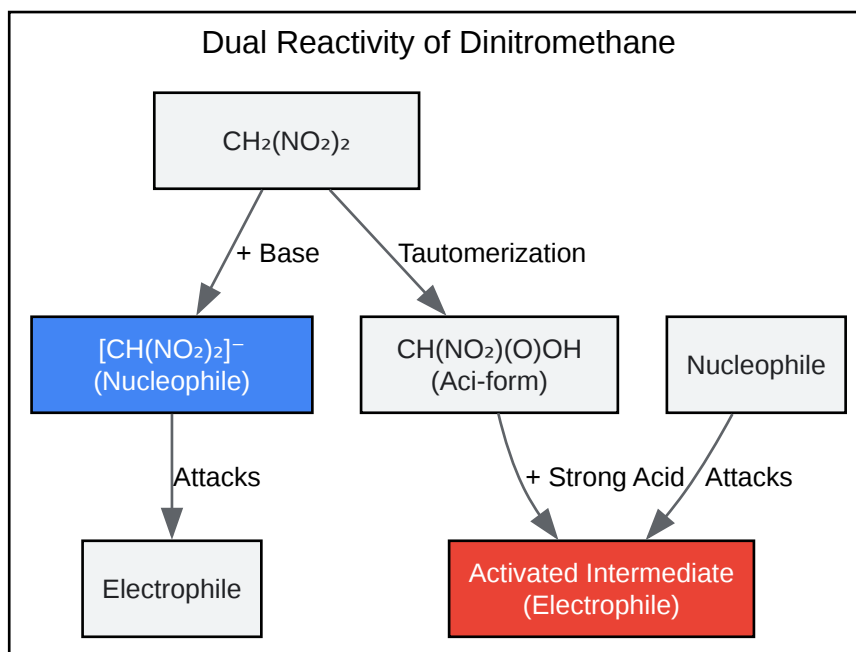 Dual Reactivity of Dinitromethane
CH₂(NO₂)₂
+ Base
Tautomerization
[CH(NO₂)₂]⁻
(Nucleophile)
CH(NO₂)(O)OH
(Aci-form)
Nucleophile
Attacks
+ Strong Acid
Attacks
Electrophile
Activated Intermediate
(Electrophile)